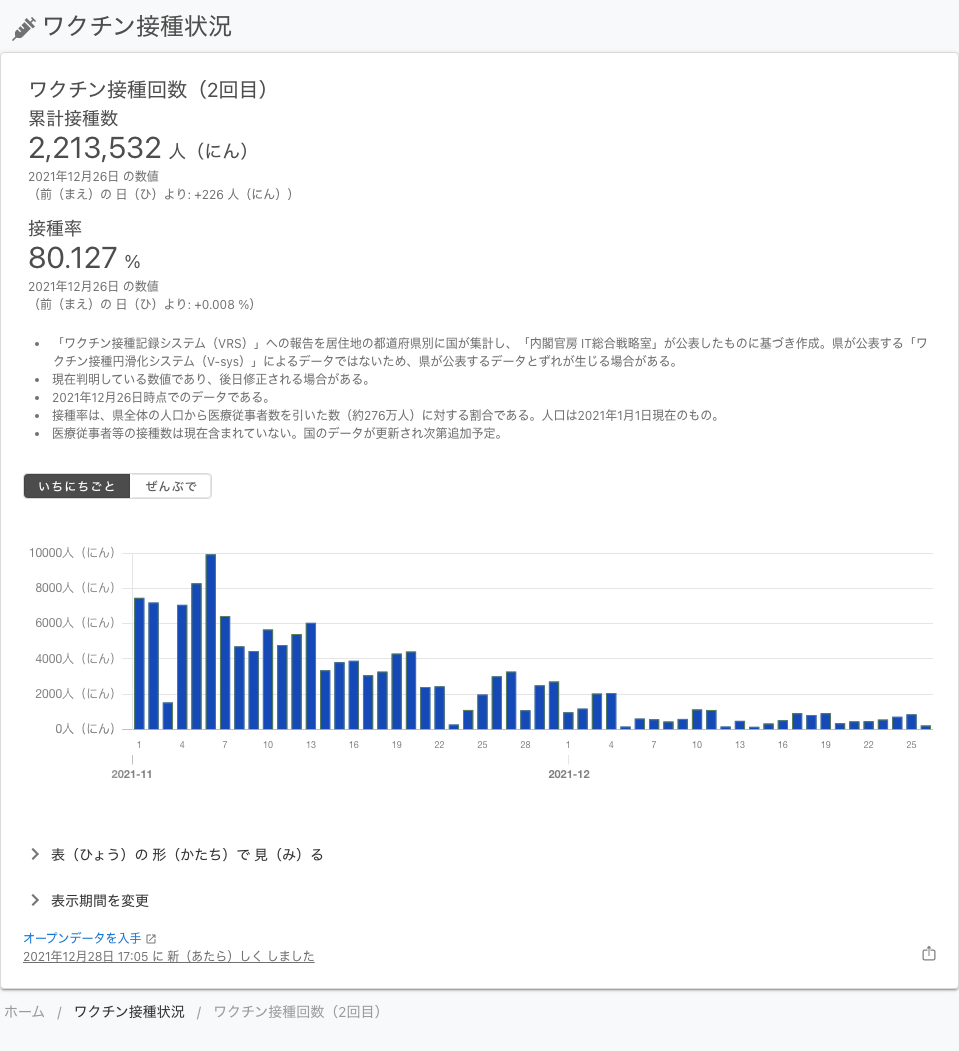 ワクチン接種状況
ワクチン接種回数（2回目）
累計接種数
2,213,532 人（にん）
2021年12月26日 の数値
（前（まえ）の 日（ひ）より: +226 人（にん））
接種率
80.127 %
2021年12月26日 の数値
（前（まえ）の 日（ひ）より: +0.008 %）
• 「ワクチン接種記録システム（VRS）」への報告を居住地の都道府県別に国が集計し、「内閣官房 IT総合戦略室」が公表したものに基づき作成。県が公表する「ワ
クチン接種円滑化システム（V-sys）」によるデータではないため、県が公表するデータとずれが生じる場合がある。
• 現在判明している数値であり、後日修正される場合がある。
• 2021年12月26日時点でのデータである。
• 接種率は、県全体の人口から医療従事者数を引いた数（約276万人）に対する割合である。人口は2021年1月1日現在のもの。
• 医療従事者等の接種数は現在含まれていない。国のデータが更新され次第追加予定。
いちにちごと ぜんぶで
10000人（にん）
8000人（にん）
6000人（にん）
4000人（にん）
2000人（にん）
0人（にん）
1 4 7 10 13 16 19 22 25 28 1 4 7 10 13 16 19 22 25
2021-11 2021-12
表（ひょう）の 形（かたち）で 見（み）る
表示期間を変更
オープンデータを入手
2021年12月28日 17:05 に 新（あたら）しく しました
ホーム / ワクチン接種状況 / ワクチン接種回数（2回目）